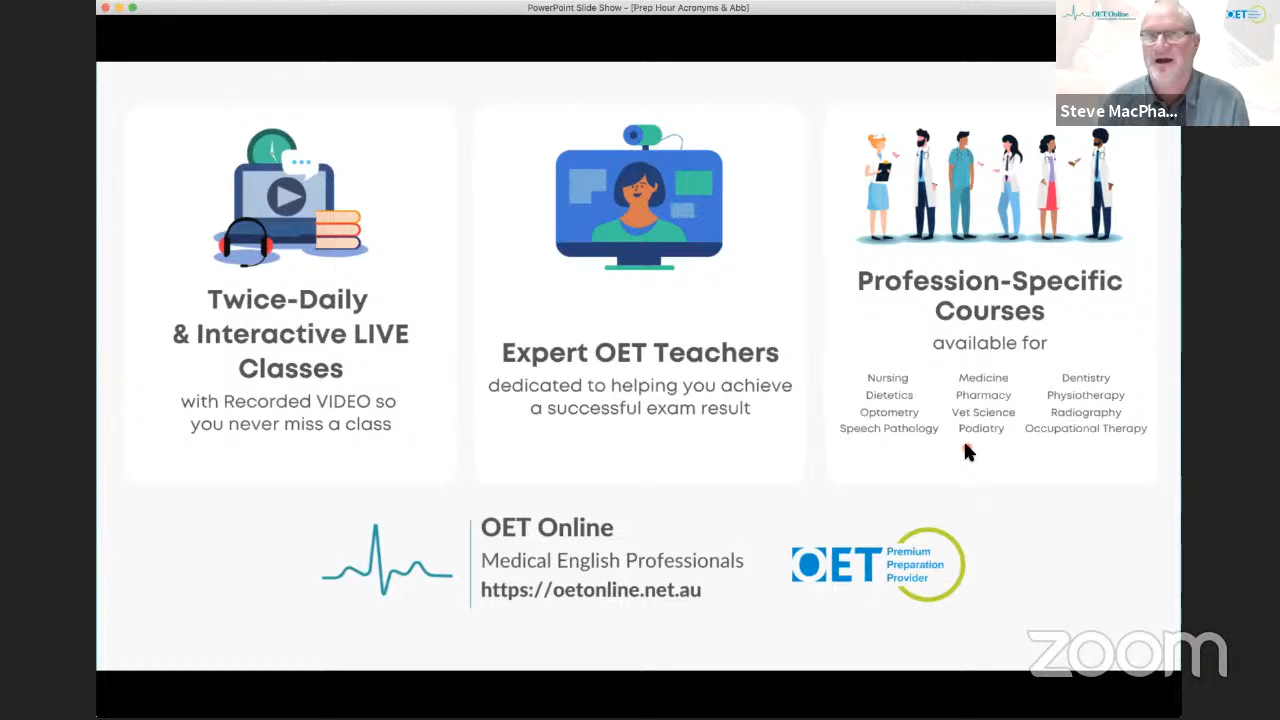 PowerPoint Slide Show - [Prep Hour Acronyms & Abb]
OET Online
OET
Steve MacPha...
Twice-Daily
& Interactive LIVE
Classes
with Recorded VIDEO so
you never miss a class
Expert OET Teachers
dedicated to helping you achieve
a successful exam result
Profession-Specific
Courses
available for
Nursing Medicine Dentistry
Dietetics Pharmacy Physiotherapy
Optometry Vet Science Radiography
Speech Pathology Podiatry Occupational Therapy
OET Online
Medical English Professionals
https://oetonline.net.au
OET Premium
Preparation
Provider
zoom